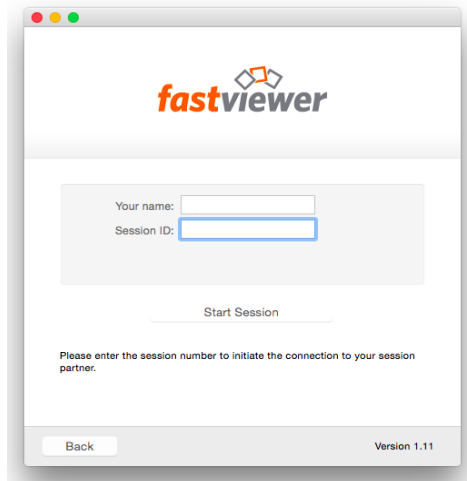 fastviewer
Your name:
Session ID:
Start Session
Please enter the session number to initiate the connection to your session
partner.
Back
Version 1.11